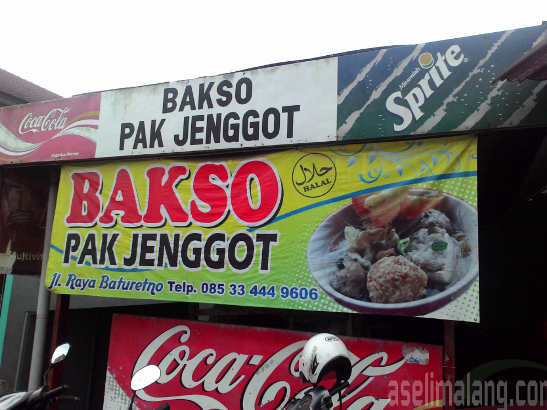 Coca-Cola
BAKSO
PAK JENGGOT
Sprite
BAKSO
PAK JENGGOT
حلال
HALAL
Jl. Raya Baturetno Telp. 085 33 444 9606
Coca-Cola
aselimalang.com